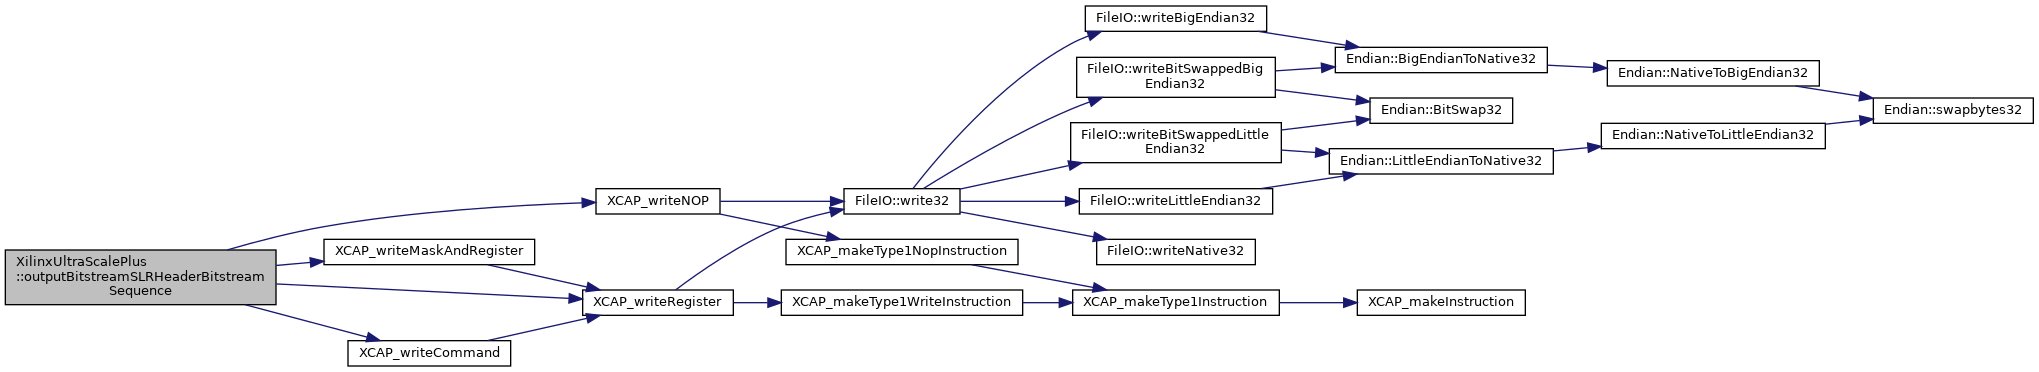 XilinxUltraScalePlus
::outputBitstreamSLRHeaderBitstream
Sequence
XCAP_writeNOP
XCAP_writeMaskAndRegister
XCAP_writeRegister
XCAP_writeCommand
FileIO::write32
XCAP_makeType1NopInstruction
XCAP_makeType1WriteInstruction
FileIO::writeBigEndian32
FileIO::writeBitSwappedBig
Endian32
FileIO::writeBitSwappedLittle
Endian32
FileIO::writeLittleEndian32
FileIO::writeNative32
XCAP_makeType1Instruction
Endian::BigEndianToNative32
Endian::BitSwap32
Endian::LittleEndianToNative32
XCAP_makeInstruction
Endian::NativeToBigEndian32
Endian::NativeToLittleEndian32
Endian::swapbytes32